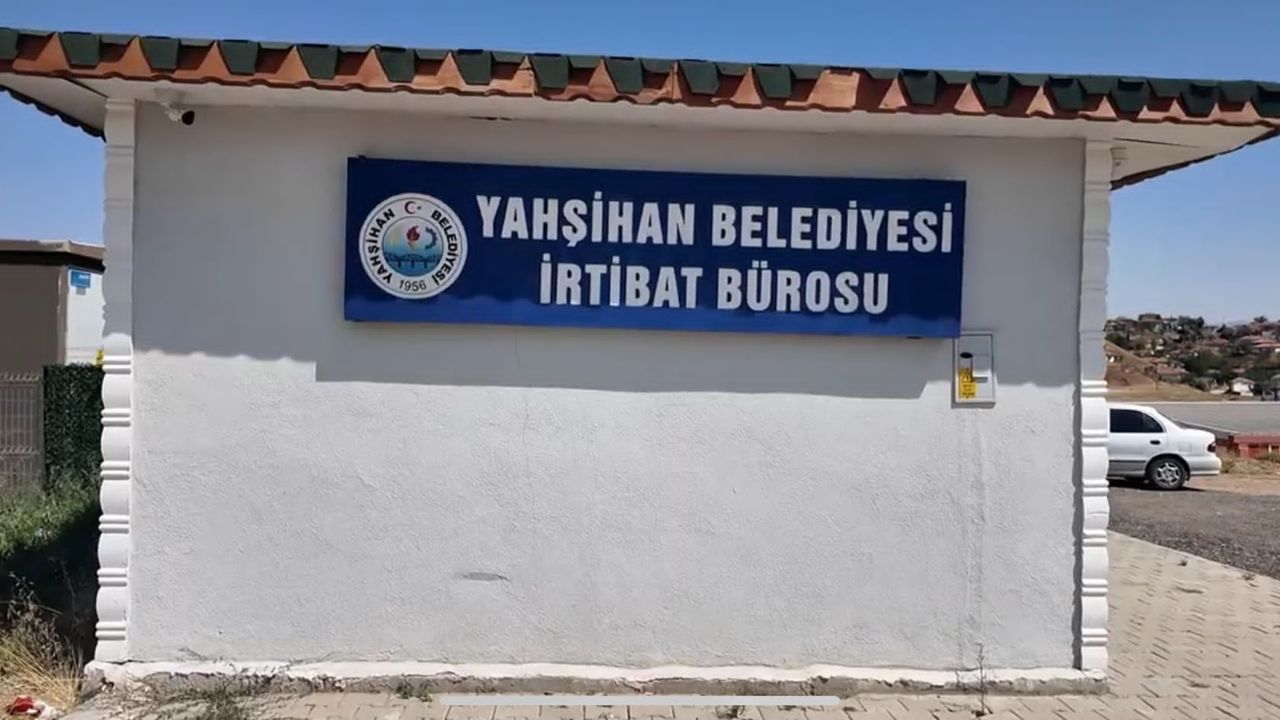 YAHŞİHAN BELEDİYESİ
İRTİBAT BÜROSU
YAHŞİHAN BELEDİYESİ
1956